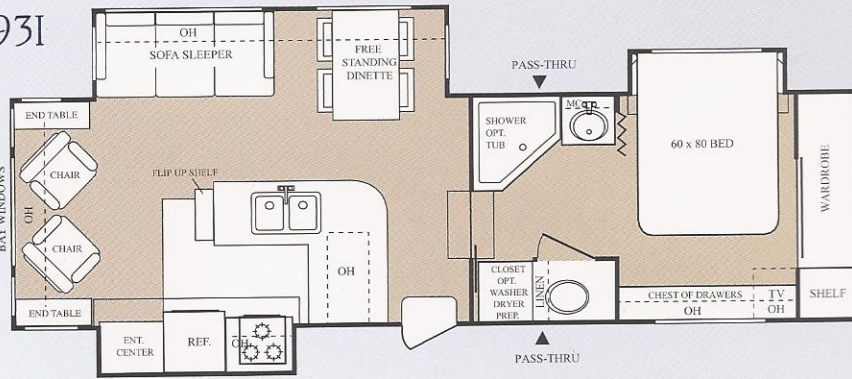 93I
OH
SOFA SLEEPER
FREE
STANDING
DINETTE
PASS-THRU
END TABLE
CHAIR
BAY WINDOWS
OH
CHAIR
END TABLE
FLIP UP SHELF
OH
ENT.
CENTER
REF.
OH
SHOWER
OPT.
TUB
MC
60 x 80 BED
WARDROBE
CLOSET
OPT.
WASHER
DRYER
PREP.
LINEN
CHEST OF DRAWERS
OH
TV
OH
SHELF
PASS-THRU